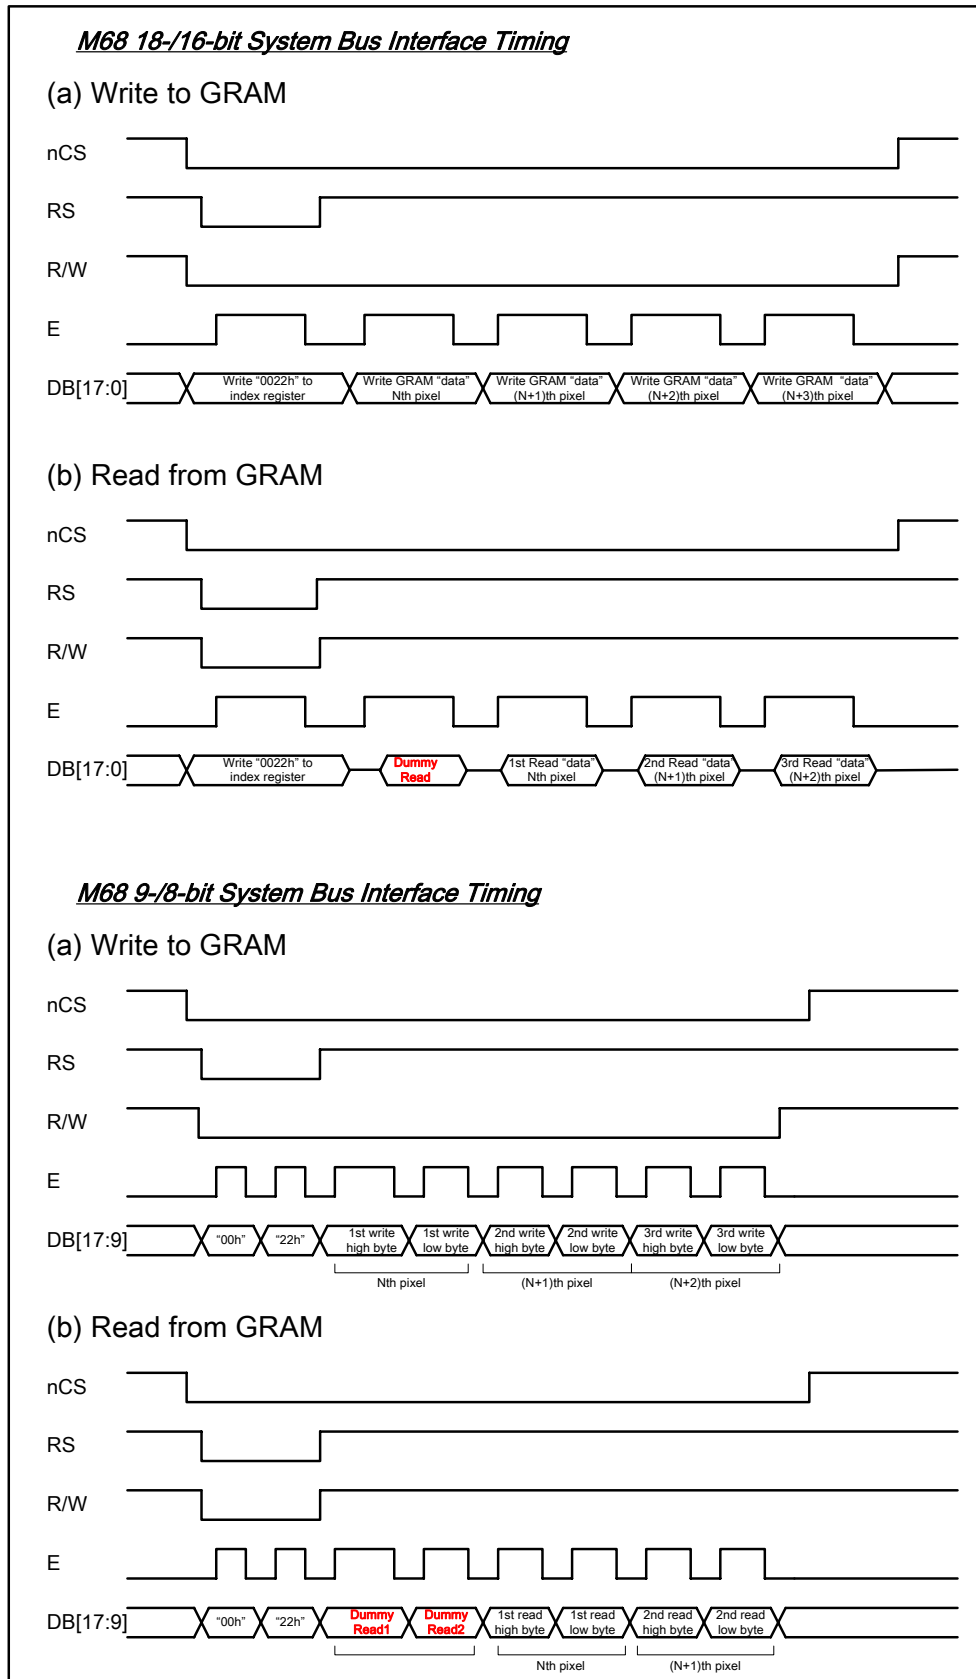 M68 18-/16-bit System Bus Interface Timing
(a) Write to GRAM
nCS
RS
R/W
E
DB[17:0]
Write "0022h" to
index register
Write GRAM "data"
Nth pixel
Write GRAM "data"
(N+1)th pixel
Write GRAM "data"
(N+2)th pixel
Write GRAM "data"
(N+3)th pixel
(b) Read from GRAM
nCS
RS
R/W
E
DB[17:0]
Write "0022h" to
index register
Dummy
Read
1st Read "data"
Nth pixel
2nd Read "data"
(N+1)th pixel
3rd Read "data"
(N+2)th pixel
M68 9-/8-bit System Bus Interface Timing
(a) Write to GRAM
nCS
RS
R/W
E
DB[17:9]
"00h"
"22h"
1st write
high byte
1st write
low byte
2nd write
high byte
2nd write
low byte
3rd write
high byte
3rd write
low byte
Nth pixel
(N+1)th pixel
(N+2)th pixel
(b) Read from GRAM
nCS
RS
R/W
E
DB[17:9]
"00h"
"22h"
Dummy
Read1
Dummy
Read2
1st read
high byte
1st read
low byte
2nd read
high byte
2nd read
low byte
Nth pixel
(N+1)th pixel